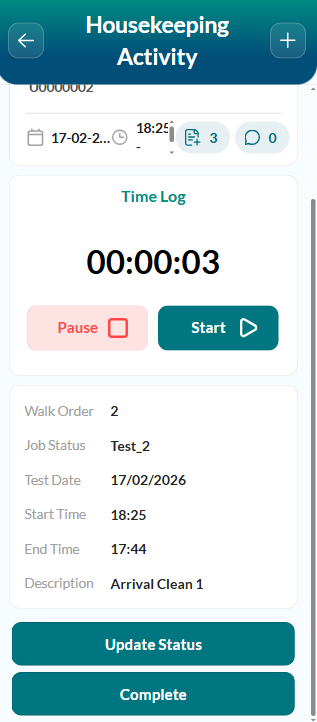 Housekeeping
Activity
U0000002
17-02-2... 18:25 3 0
-
Time Log
00:00:03
Pause Start
Walk Order 2
Job Status Test_2
Test Date 17/02/2026
Start Time 18:25
End Time 17:44
Description Arrival Clean 1
Update Status
Complete